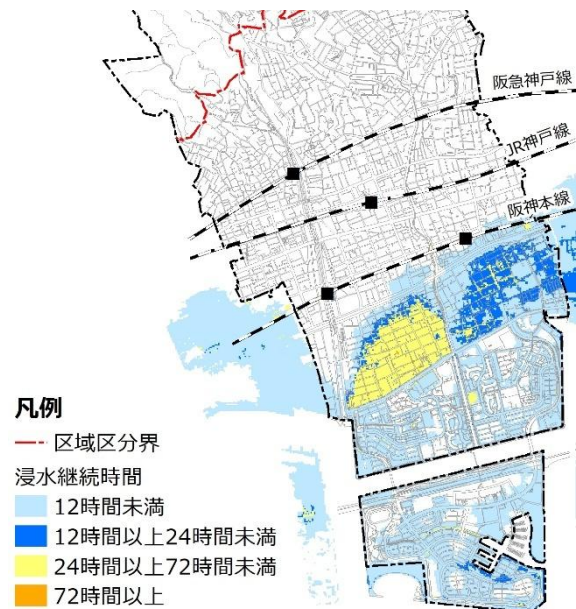 阪急神戸線
JR神戸線
阪神本線
凡例
区域区分界
浸水継続時間
12時間未満
12時間以上24時間未満
24時間以上72時間未満
72時間以上